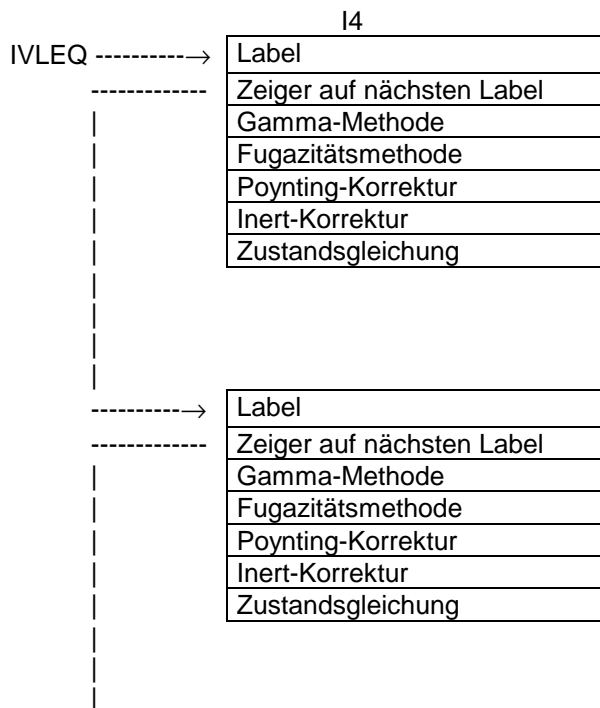 I4
IVLEQ ----------→ Label
------------- Zeiger auf nächsten Label
Gamma-Methode
Fugazitätsmethode
Poynting-Korrektur
Inert-Korrektur
Zustandsgleichung
----------→ Label
------------- Zeiger auf nächsten Label
Gamma-Methode
Fugazitätsmethode
Poynting-Korrektur
Inert-Korrektur
Zustandsgleichung